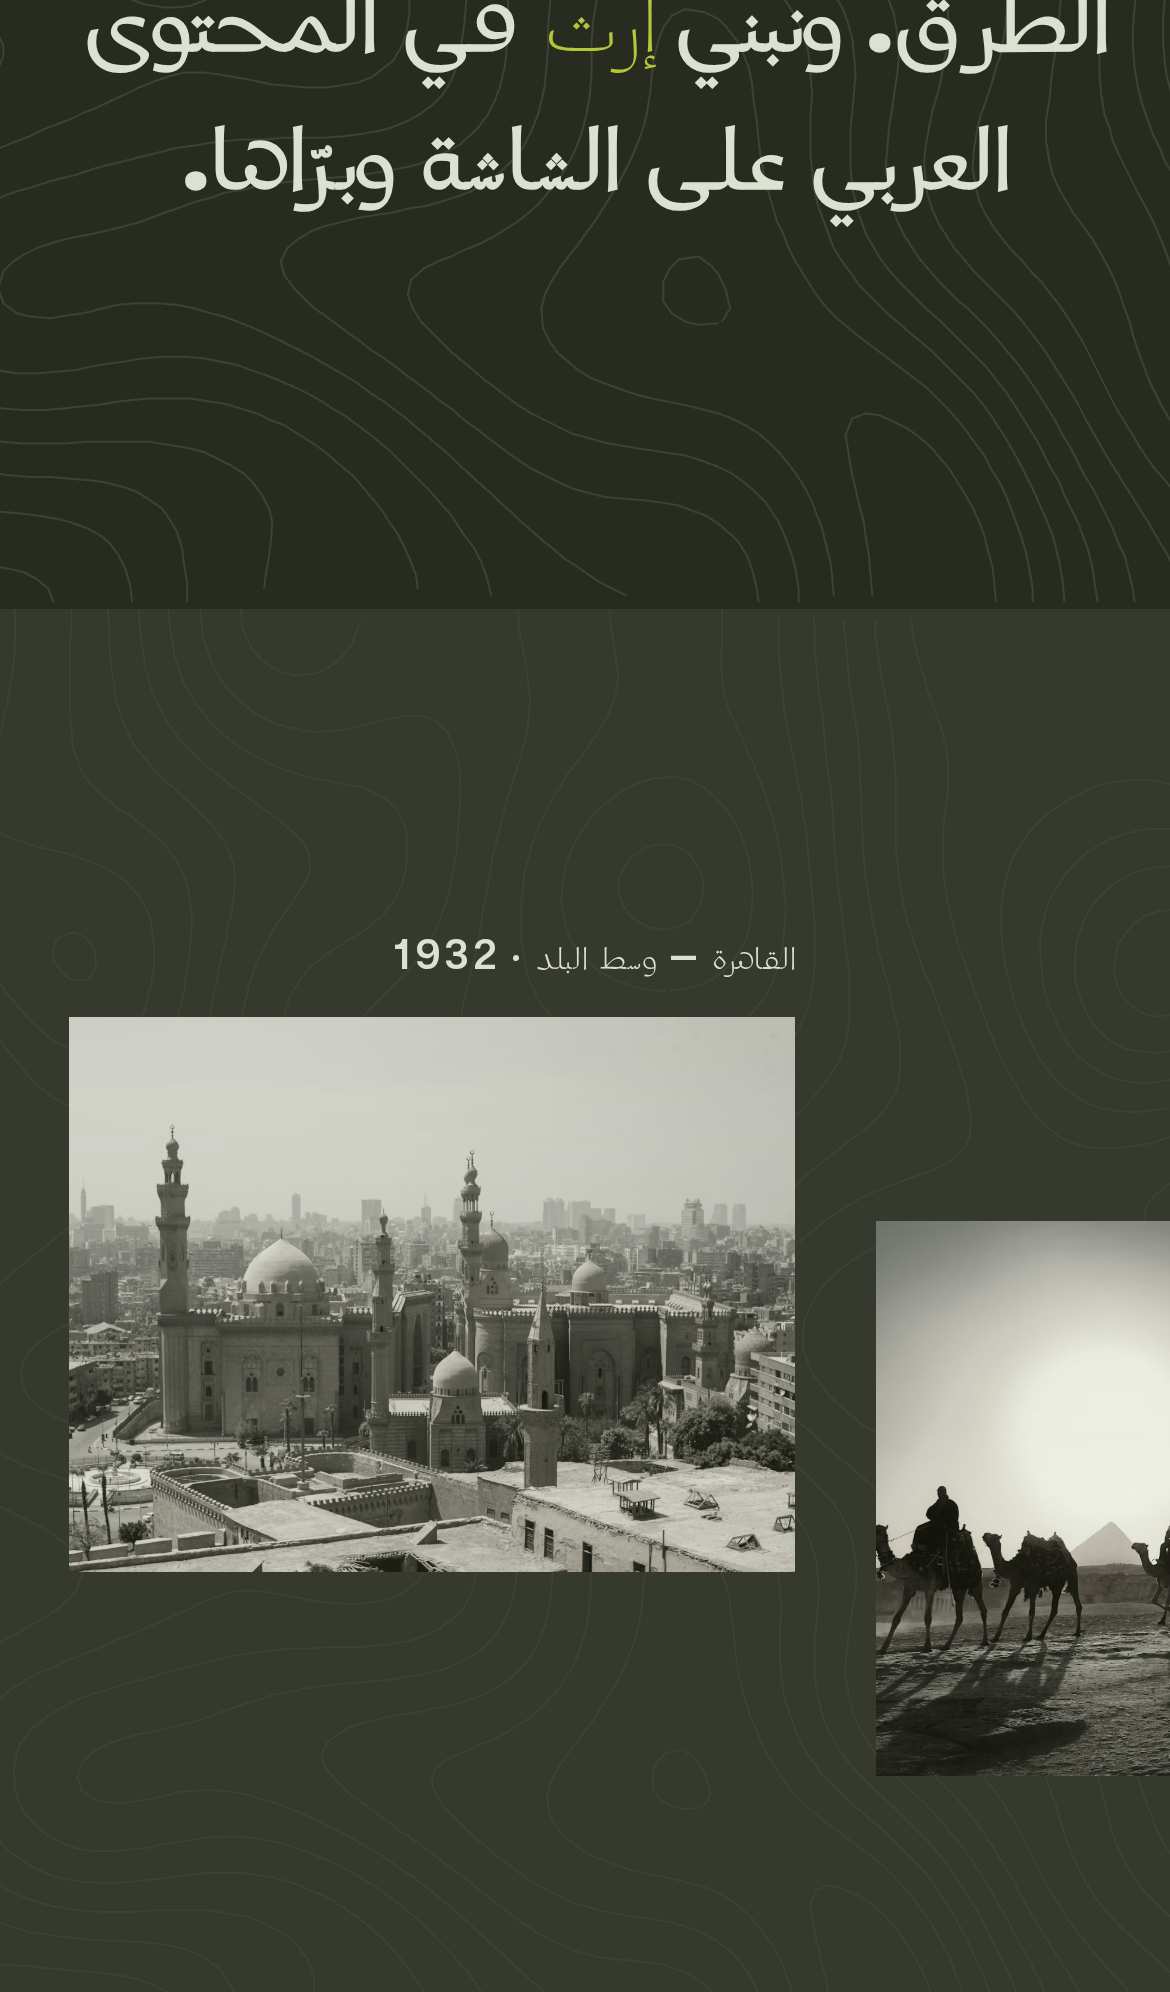 الطرق. ونبني إرث في المحتوى
العربي على الشاشة وبرّاها.
القاهرة — وسط البلد · 1932